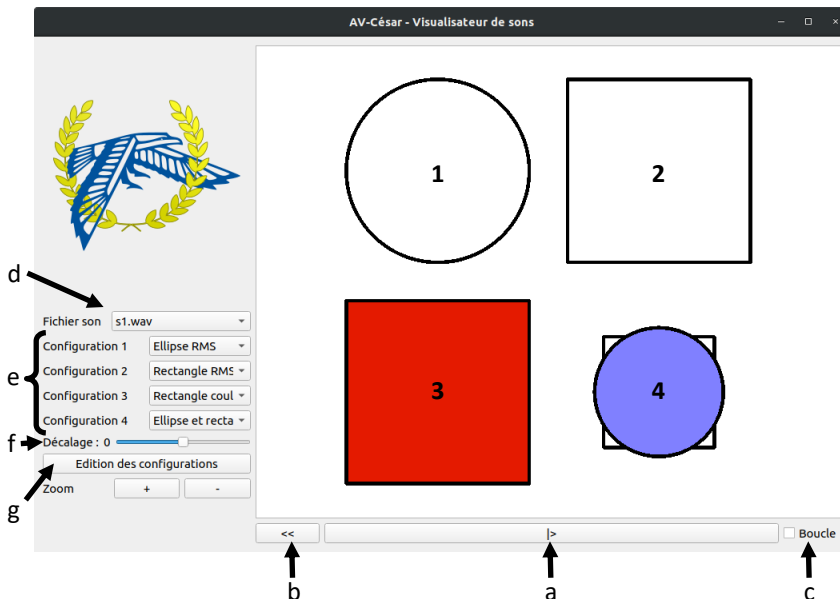 AV-César - Visualisateur de sons
1
2
3
4
d
Fichier son s1.wav
e
Configuration 1 Ellipse RMS
Configuration 2 Rectangle RMS
Configuration 3 Rectangle coul
Configuration 4 Ellipse et recta
f
Décalage : 0
Edition des configurations
g
Zoom + -
<< |> Boucle
b a c